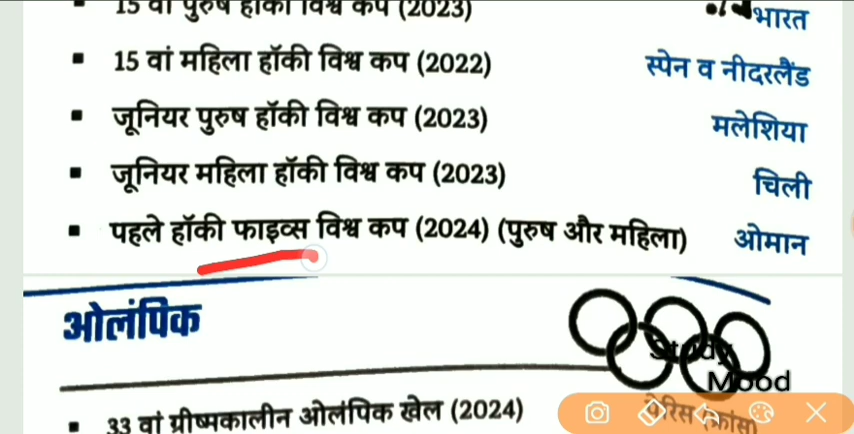 15 वां पुरुष हॉकी विश्व कप (2023) भारत
15 वां महिला हॉकी विश्व कप (2022) स्पेन व नीदरलैंड
जूनियर पुरुष हॉकी विश्व कप (2023) मलेशिया
जूनियर महिला हॉकी विश्व कप (2023) चिली
पहले हॉकी फाइव्स विश्व कप (2024) (पुरुष और महिला) ओमान
ओलंपिक
Study
Mood
33 वां ग्रीष्मकालीन ओलंपिक खेल (2024) पेरिस (फ्रांस)